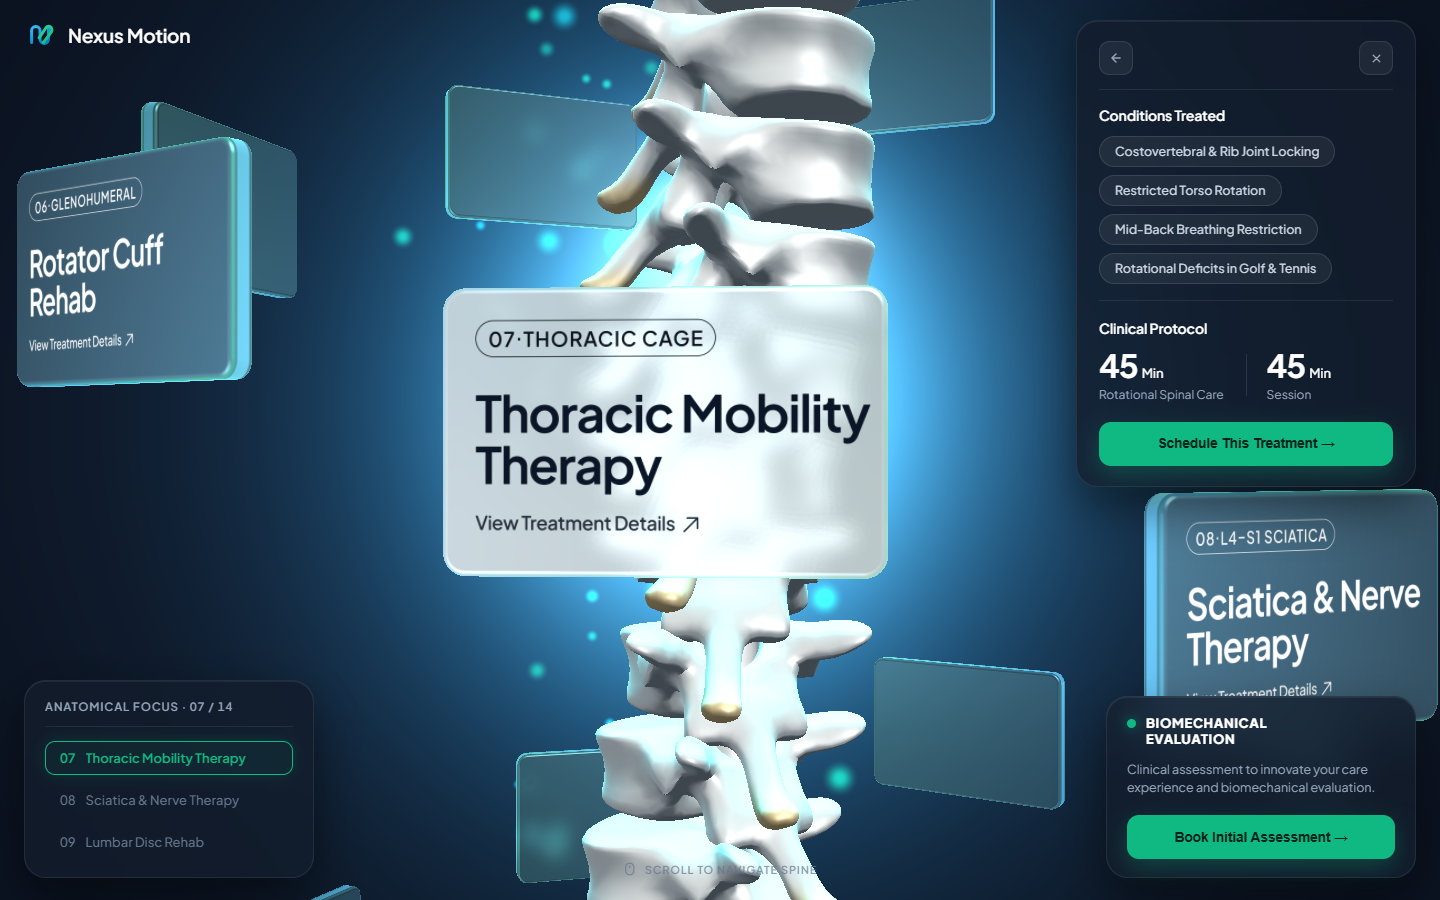 Nexus Motion
06·GLENOHUMERAL
Rotator Cuff
Rehab
View Treatment Details ↗
07·THORACIC CAGE
Thoracic Mobility
Therapy
View Treatment Details ↗
Conditions Treated
Costovertebral & Rib Joint Locking
Restricted Torso Rotation
Mid-Back Breathing Restriction
Rotational Deficits in Golf & Tennis
Clinical Protocol
45 Min
Rotational Spinal Care
45 Min
Session
Schedule This Treatment →
08·L4-S1 SCIATICA
Sciatica & Nerve
Therapy
View Treatment Details ↗
ANATOMICAL FOCUS · 07 / 14
07 Thoracic Mobility Therapy
08 Sciatica & Nerve Therapy
09 Lumbar Disc Rehab
SCROLL TO NAVIGATE SPINE
BIOMECHANICAL
EVALUATION
Clinical assessment to innovate your care
experience and biomechanical evaluation.
Book Initial Assessment →